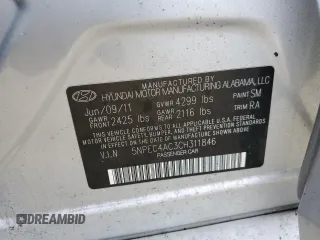 MANUFACTURED BY
HYUNDAI MOTOR MANUFACTURING ALABAMA, LLC
Jun/09/11 GVWR 4299 lbs PAINT SM
GAWR FRONT 2425 lbs GAWR REAR 2116 lbs TRIM RA
THIS VEHICLE CONFORMS TO ALL APPLICABLE U.S.A. FEDERAL
MOTOR VEHICLE SAFETY, BUMPER, AND THEFT PREVENTION
STANDARDS IN EFFECT ON THE DATE OF MANUFACTURE SHOWN ABOVE.
V.I.N 5NPEC4AC3CH311846
PASSENGER CAR
DATE OUTLET